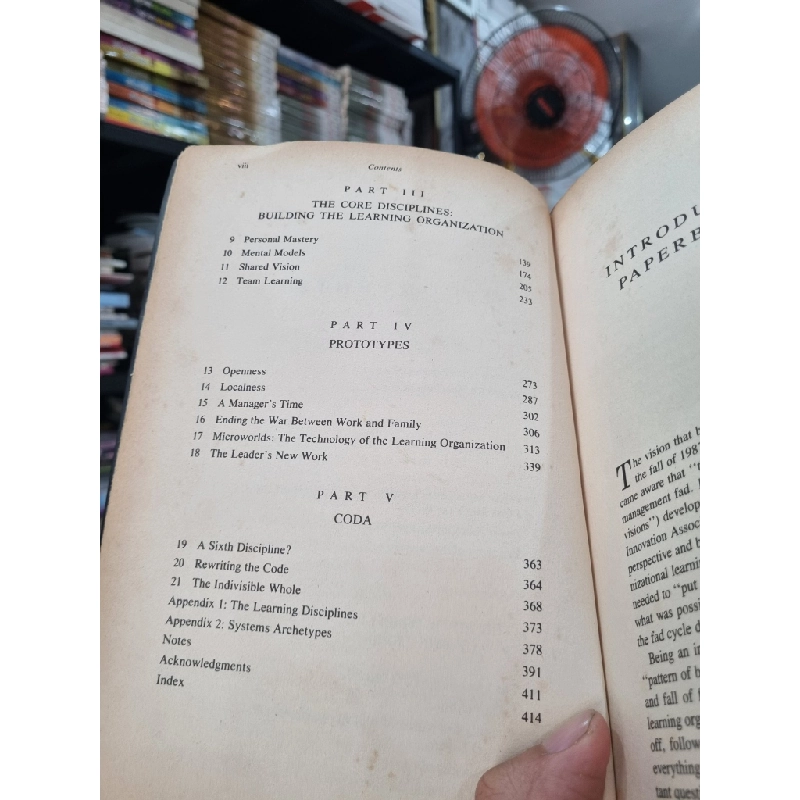 viii
Contents
PART III
THE CORE DISCIPLINES:
BUILDING THE LEARNING ORGANIZATION
9 Personal Mastery 139
10 Mental Models 174
11 Shared Vision 205
12 Team Learning 233
PART IV
PROTOTYPES
13 Openness 273
14 Localness 287
15 A Manager's Time 302
16 Ending the War Between Work and Family 306
17 Microworlds: The Technology of the Learning Organization 313
18 The Leader's New Work 339
PART V
CODA
19 A Sixth Discipline? 363
20 Rewriting the Code 364
21 The Indivisible Whole 368
Appendix 1: The Learning Disciplines 373
Appendix 2: Systems Archetypes 378
Notes 391
Acknowledgments 411
Index 414
INTRODU
PAPERB
The vision that b
the fall of 198
came aware that "
management fad. I
visions") develop
Innovation Assoc
perspective and b
nizational learni
needed to "put
what was possi
the fad cycle d
Being an in
"pattern of b
and fall of f
learning org
off, follow
everything
tant quest